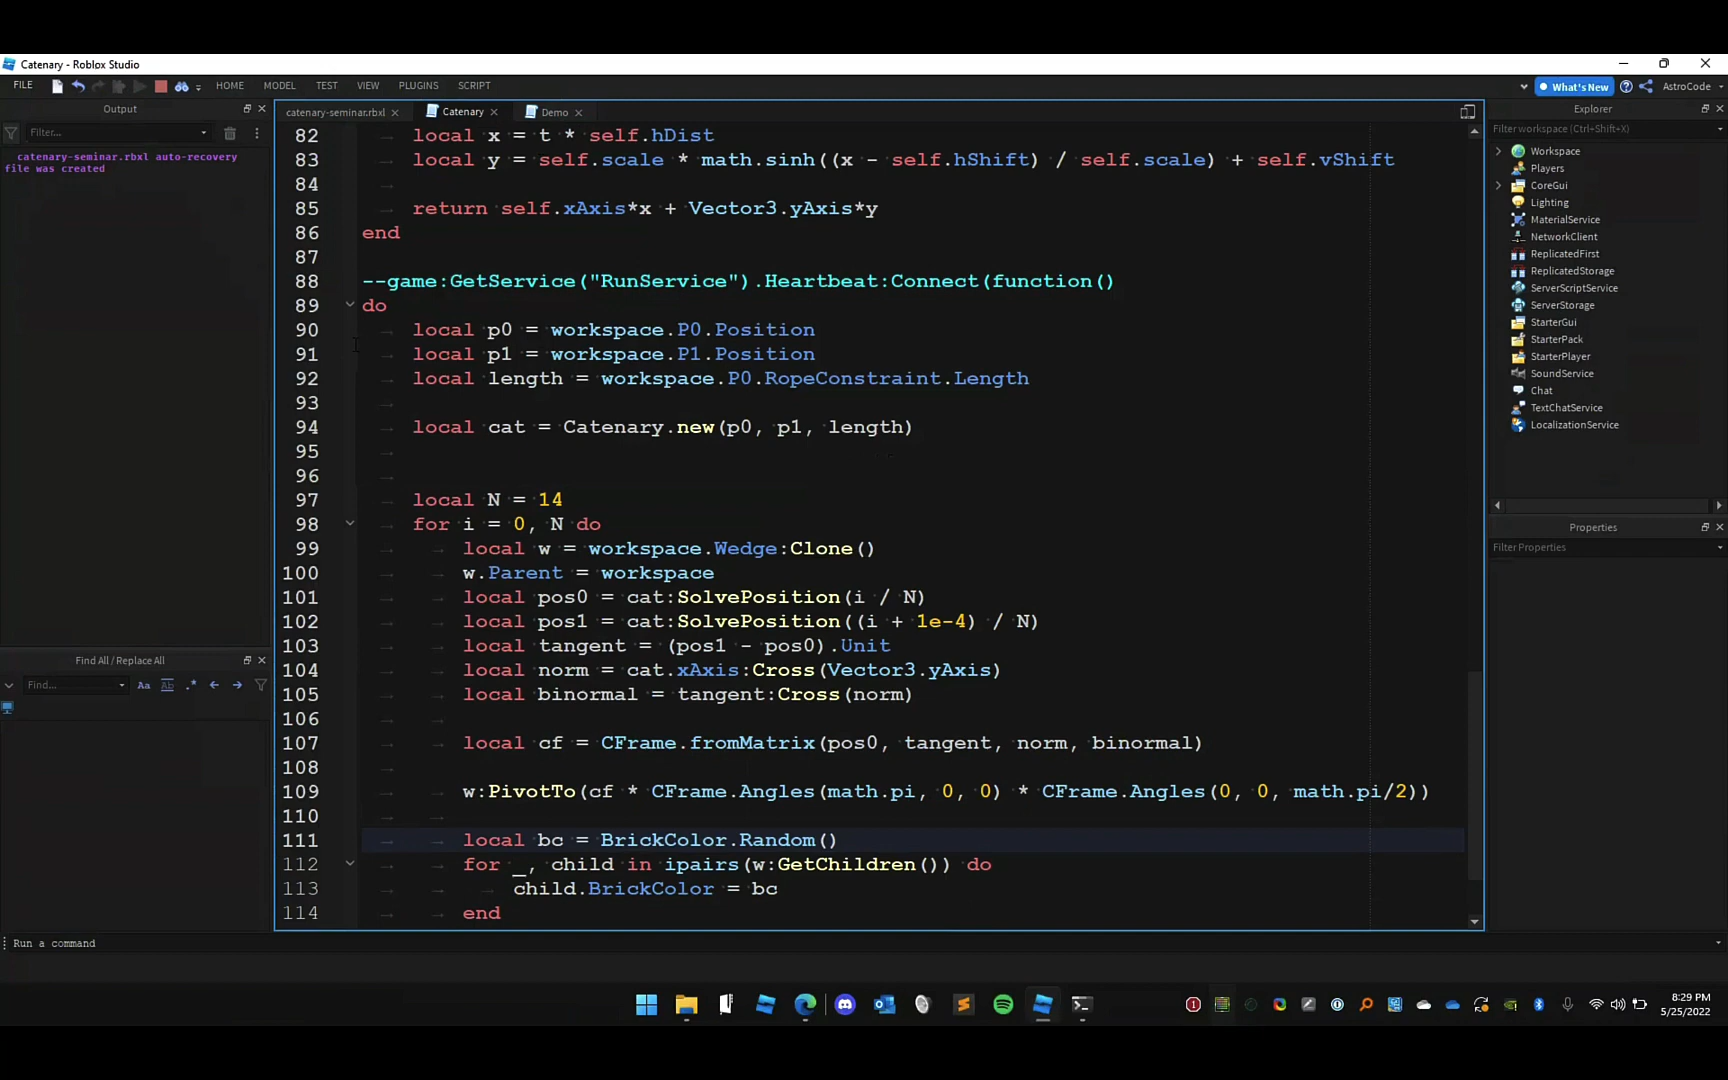 Catenary - Roblox Studio
FILE HOME MODEL TEST VIEW PLUGINS SCRIPT What's New AstroCode
Output
Filter...
catenary-seminar.rbxl auto-recovery
file was created
Find All / Replace All
Find... Aa Ab .*
catenary-seminar.rbxl Catenary Demo
82 local x = t * self.hDist
83 local y = self.scale * math.sinh((x - self.hShift) / self.scale) + self.vShift
84
85 return self.xAxis*x + Vector3.yAxis*y
86 end
87
88 --game:GetService("RunService").Heartbeat:Connect(function()
89 do
90 local p0 = workspace.P0.Position
91 local p1 = workspace.P1.Position
92 local length = workspace.P0.RopeConstraint.Length
93
94 local cat = Catenary.new(p0, p1, length)
95
96
97 local N = 14
98 for i = 0, N do
99 local w = workspace.Wedge:Clone()
100 w.Parent = workspace
101 local pos0 = cat:SolvePosition(i / N)
102 local pos1 = cat:SolvePosition((i + 1e-4) / N)
103 local tangent = (pos1 - pos0).Unit
104 local norm = cat.xAxis:Cross(Vector3.yAxis)
105 local binormal = tangent:Cross(norm)
106
107 local cf = CFrame.fromMatrix(pos0, tangent, norm, binormal)
108
109 w:PivotTo(cf * CFrame.Angles(math.pi, 0, 0) * CFrame.Angles(0, 0, math.pi/2))
110
111 local bc = BrickColor.Random()
112 for _, child in ipairs(w:GetChildren()) do
113 child.BrickColor = bc
114 end
Explorer
Filter workspace (Ctrl+Shift+X)
Workspace
Players
CoreGui
Lighting
MaterialService
NetworkClient
ReplicatedFirst
ReplicatedStorage
ServerScriptService
ServerStorage
StarterGui
StarterPack
StarterPlayer
SoundService
Chat
TextChatService
LocalizationService
Properties
Filter Properties
Run a command
8:29 PM
5/25/2022